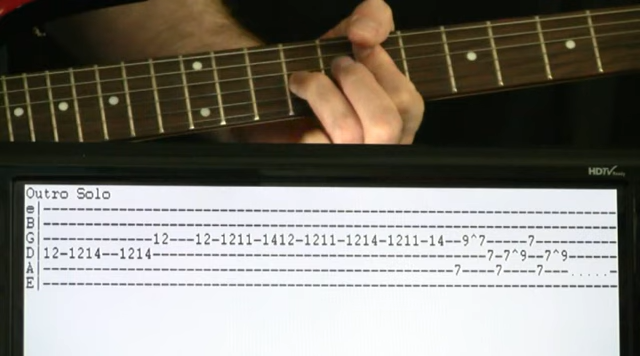 HDTV
Outro Solo
e|----------------------------------------------------------------------
B|----------------------------------------------------------------------
G|--------------12---12-1211-1412-1211-1214-1211-14--9^7-----7----------
D|12-1214--1214-----------------------------------------7-7^9--7^9------
A|---------------------------------------------------7----7----7---.....-
E|----------------------------------------------------------------------